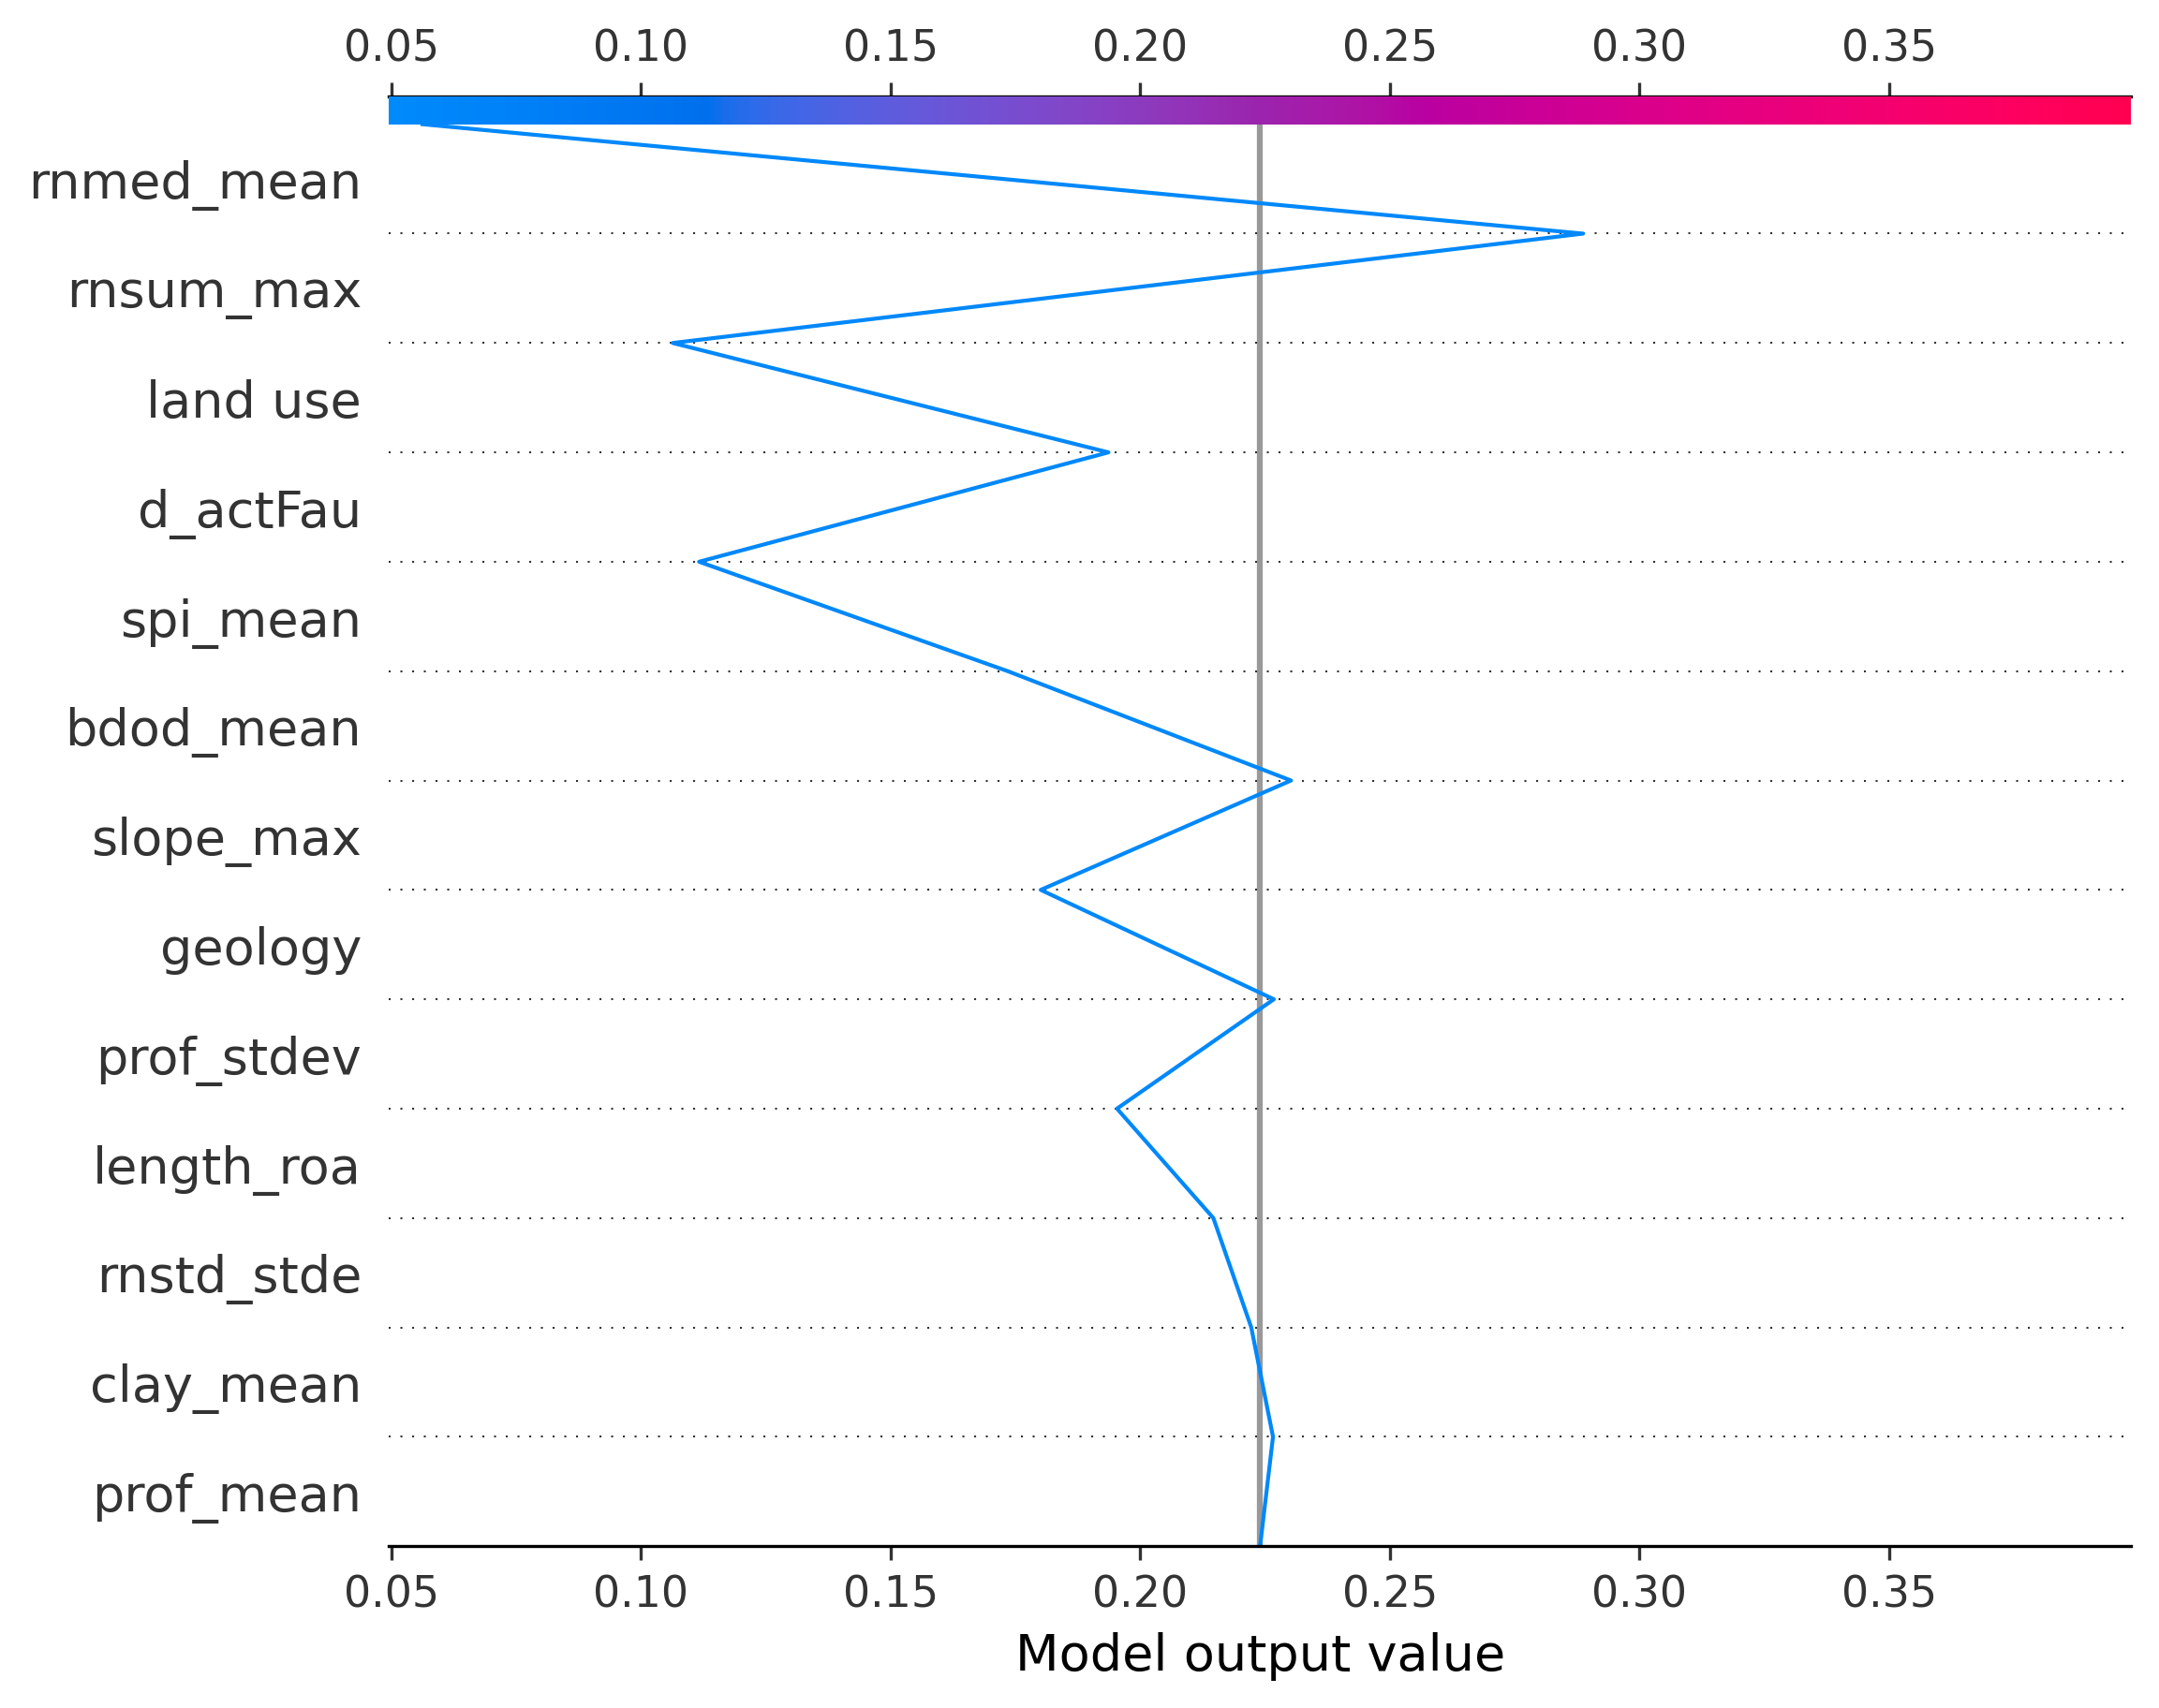 0.05 0.10 0.15 0.20 0.25 0.30 0.35
rnmed_mean
rnsum_max
land use
d_actFau
spi_mean
bdod_mean
slope_max
geology
prof_stdev
length_roa
rnstd_stde
clay_mean
prof_mean
0.05 0.10 0.15 0.20 0.25 0.30 0.35
Model output value